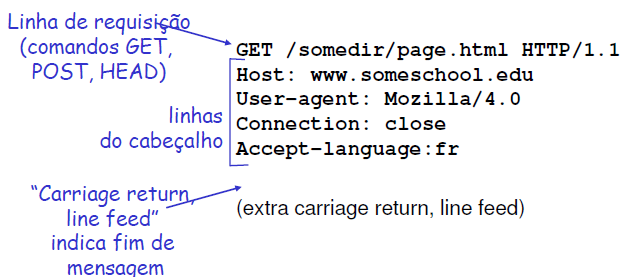 Linha de requisição
(comandos GET,
POST, HEAD)
GET /somedir/page.html HTTP/1.1
Host: www.someschool.edu
User-agent: Mozilla/4.0
Connection: close
Accept-language:fr
linhas
do cabeçalho
"Carriage return,
line feed"
indica fim de
mensagem
(extra carriage return, line feed)